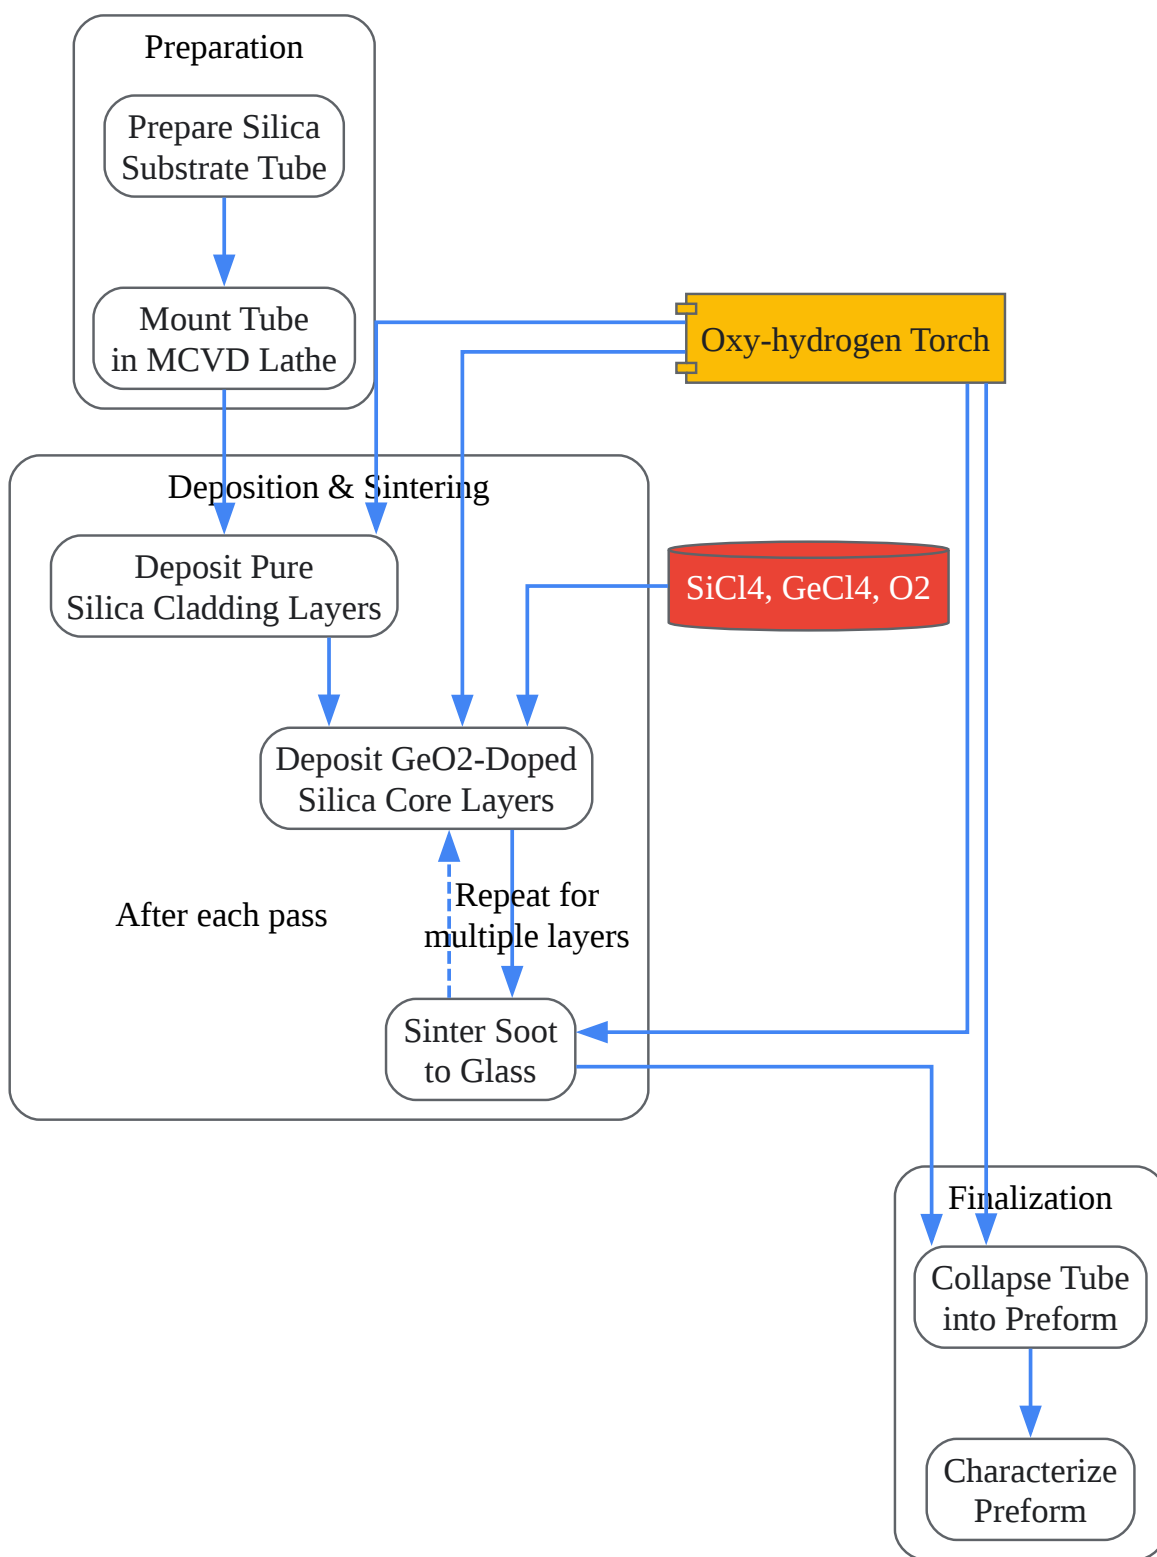 Preparation
Prepare Silica
Substrate Tube
Mount Tube
in MCVD Lathe
Oxy-hydrogen Torch
Deposition & Sintering
Deposit Pure
Silica Cladding Layers
SiCl4, GeCl4, O2
Deposit GeO2-Doped
Silica Core Layers
After each pass
Repeat for
multiple layers
Sinter Soot
to Glass
Finalization
Collapse Tube
into Preform
Characterize
Preform